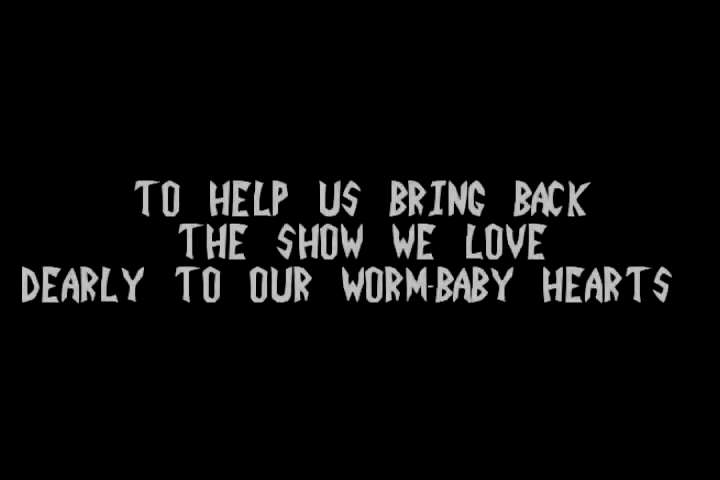 TO HELP US BRING BACK
THE SHOW WE LOVE
DEARLY TO OUR WORM-BABY HEARTS